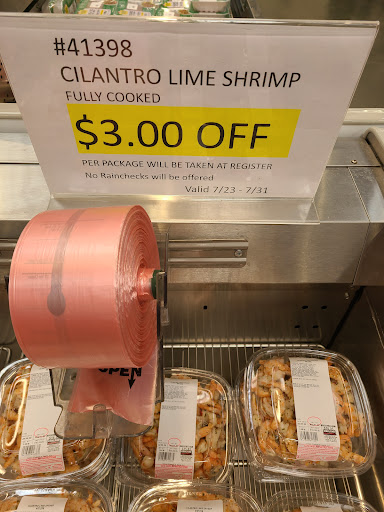 #41398
CILANTRO LIME SHRIMP
FULLY COOKED
$3.00 OFF
PER PACKAGE WILL BE TAKEN AT REGISTER
No Rainchecks will be offered
Valid 7/23 - 7/31
OPEN